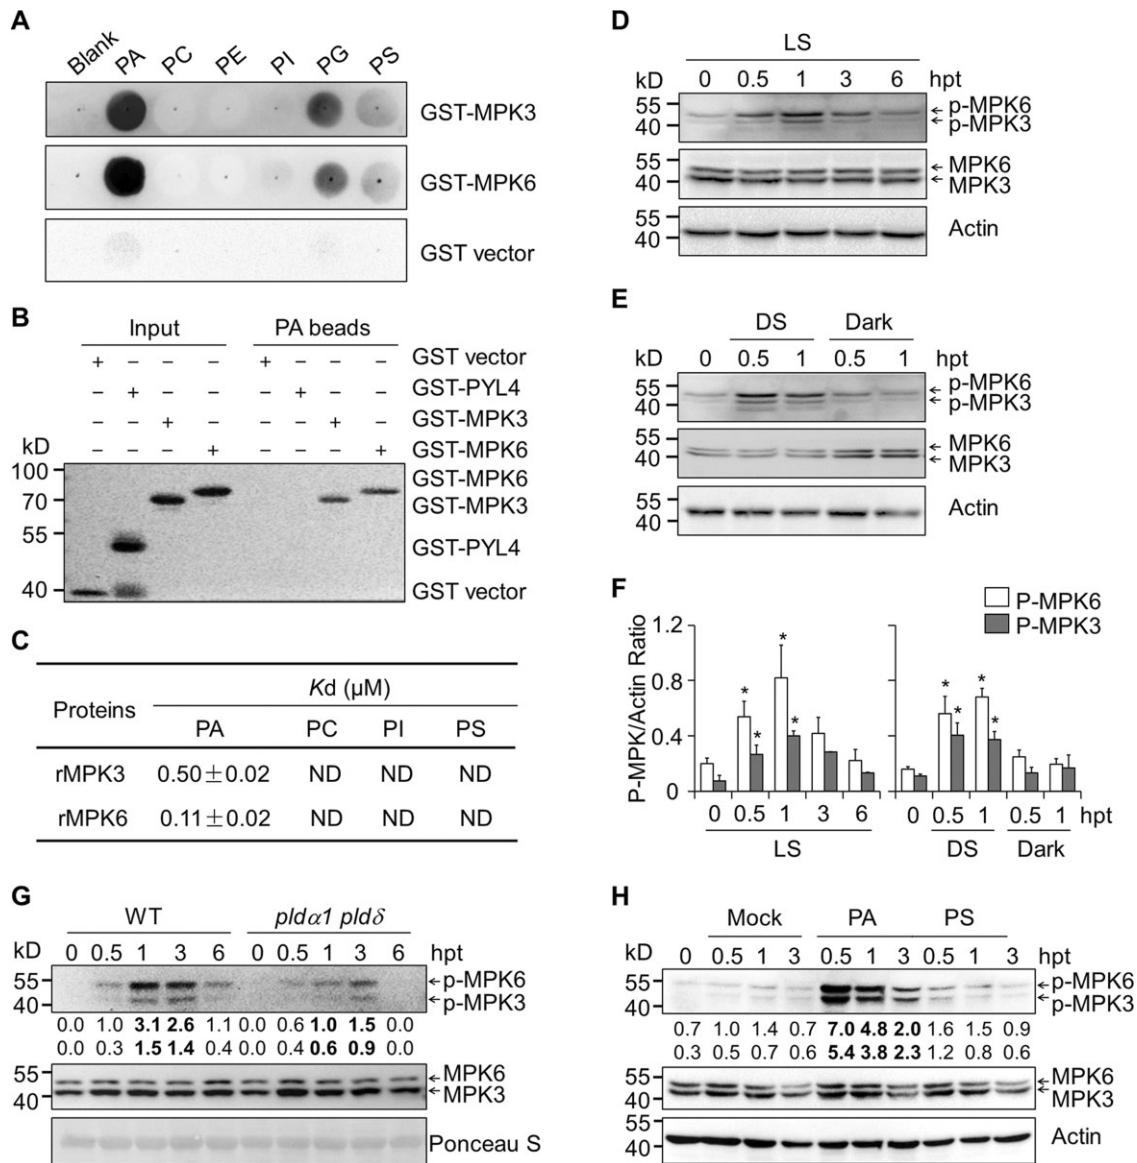 A
Blank PA PC PE PI PG PS
GST-MPK3
GST-MPK6
GST vector
B
Input PA beads
+ − − − + − − − GST vector
− + − − − + − − GST-PYL4
− − + − − − + − GST-MPK3
− − − + − − − + GST-MPK6
kD
100
70
55
40
GST-MPK6
GST-MPK3
GST-PYL4
GST vector
C
Proteins
Kd (µM)
PA PC PI PS
rMPK3 0.50±0.02 ND ND ND
rMPK6 0.11±0.02 ND ND ND
D
LS
kD 0 0.5 1 3 6 hpt
55
40
p-MPK6
p-MPK3
55
40
MPK6
MPK3
55
40
Actin
E
DS Dark
kD 0 0.5 1 0.5 1 hpt
55
40
p-MPK6
p-MPK3
55
40
MPK6
MPK3
55
40
Actin
F
P-MPK6
P-MPK3
P-MPK/Actin Ratio
1.2
0.8
0.4
0
* * * *
* * * *
0 0.5 1 3 6 0 0.5 1 0.5 1 hpt
LS DS Dark
G
WT pldα1 pldδ
kD 0 0.5 1 3 6 0 0.5 1 3 6 hpt
55
40
p-MPK6
p-MPK3
0.0 1.0 3.1 2.6 1.1 0.0 0.6 1.0 1.5 0.0
0.0 0.3 1.5 1.4 0.4 0.0 0.4 0.6 0.9 0.0
55
40
MPK6
MPK3
Ponceau S
H
Mock PA PS
kD 0 0.5 1 3 0.5 1 3 0.5 1 3 hpt
55
40
p-MPK6
p-MPK3
0.7 1.0 1.4 0.7 7.0 4.8 2.0 1.6 1.5 0.9
0.3 0.5 0.7 0.6 5.4 3.8 2.3 1.2 0.8 0.6
55
40
MPK6
MPK3
55
40
Actin